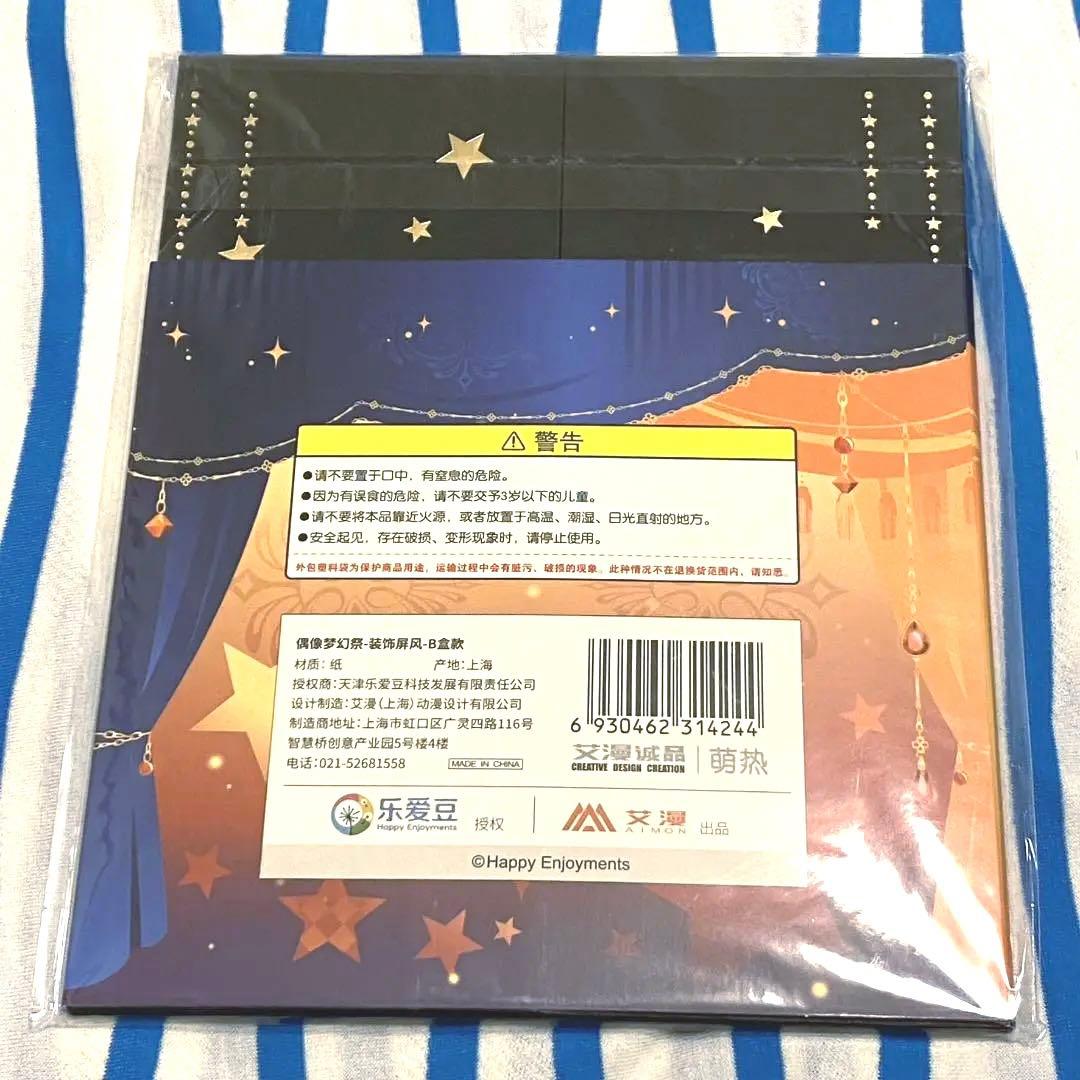 ⚠ 警告
●请不要置于口中，有窒息的危险。
●因为有误食的危险，请不要交予3岁以下的儿童。
●请不要将本品靠近火源，或者放置于高温、潮湿、日光直射的地方。
●安全起见，存在破损、变形现象时，请停止使用。
外包塑料袋为保护商品用途，运输过程中会有脏污、破损的现象。此种情况不在退换货范围内，请知悉。
偶像梦幻祭-装饰屏风-B盒款
材质：纸 产地：上海
授权商：天津乐爱豆科技发展有限责任公司
设计制造：艾漫（上海）动漫设计有限公司
制造商地址：上海市虹口区广灵四路116号
智慧桥创意产业园5号楼4楼
电话：021-52681558 MADE IN CHINA
6 930462 314244
艾漫诚品 萌热
CREATIVE DESIGN CREATION
乐爱豆 授权
Happy Enjoyments
艾漫 出品
AIMON
©Happy Enjoyments